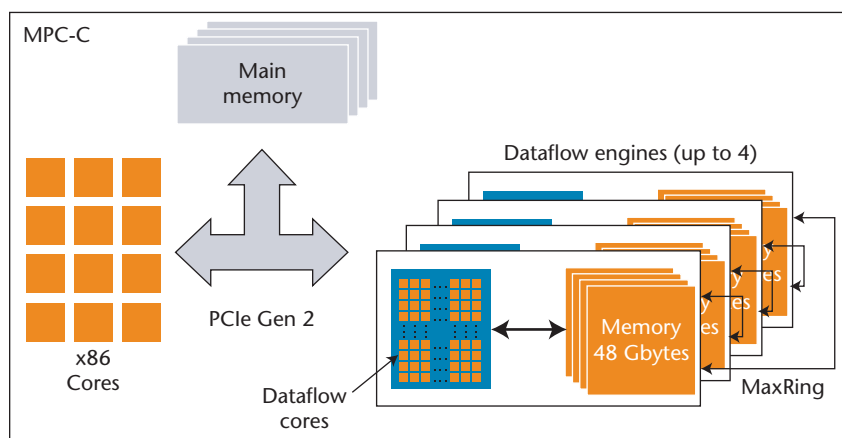 MPC-C
Main
memory
Dataflow engines (up to 4)
PCIe Gen 2
x86
Cores
Memory
48 Gbytes
Dataflow
cores
MaxRing